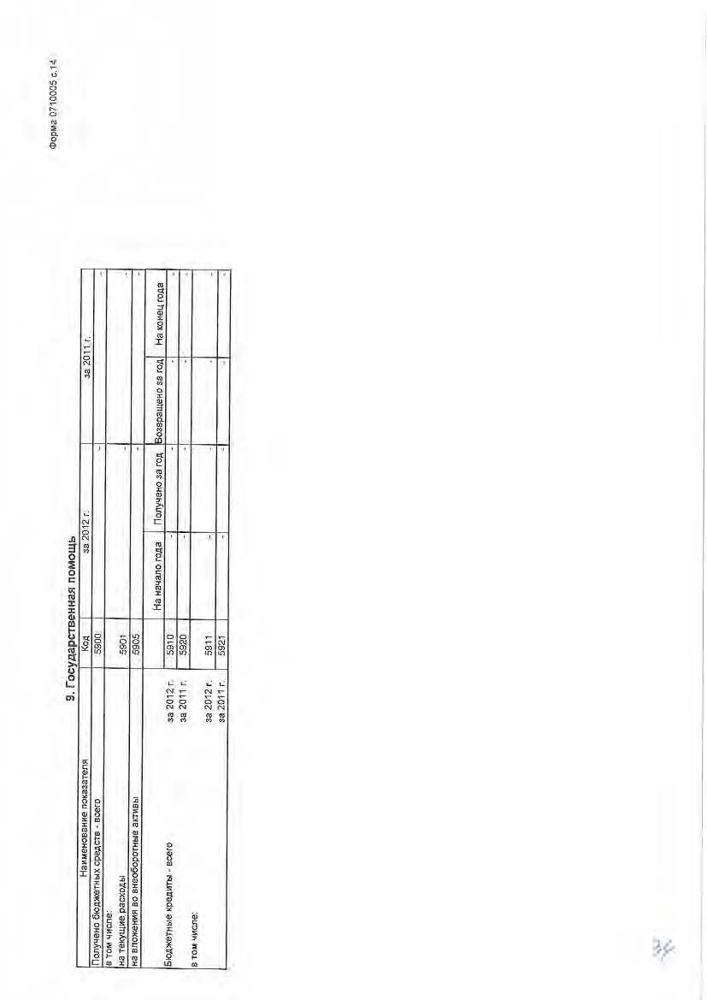 Форма 0710005 с.14
9. Государственная помощь
Наименование показателя Код за 2012 г. за 2011 г.
Получено бюджетных средств - всего 5900 - -
в том числе:
на текущие расходы 5901 - -
на вложения во внеоборотные активы 5905 - -
На начало года Получено за год Возвращено за год На конец года
Бюджетные кредиты - всего за 2012 г. 5910 - - - -
за 2011 г. 5920 - - - -
в том числе:
за 2012 г. 5911 - - - -
за 2011 г. 5921 - - - -